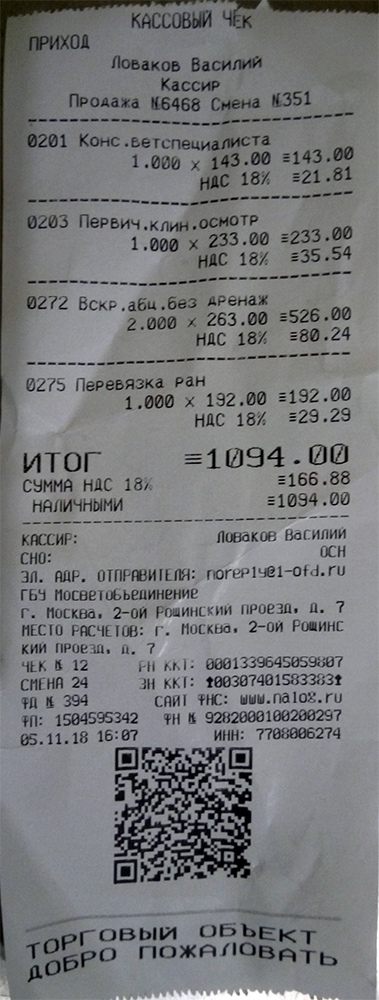 КАССОВЫЙ ЧЕК
ПРИХОД
Ловаков Василий
Кассир
Продажа №6468 Смена №351
0201 Конс.ветспециалиста
1.000 x 143.00 ≡143.00
НДС 18% ≡21.81
0203 Первич.клин.осмотр
1.000 x 233.00 ≡233.00
НДС 18% ≡35.54
0272 Вскр.абц.без дренаж
2.000 x 263.00 ≡526.00
НДС 18% ≡80.24
0275 Перевязка ран
1.000 x 192.00 ≡192.00
НДС 18% ≡29.29
ИТОГ ≡1094.00
СУММА НДС 18% ≡166.88
НАЛИЧНЫМИ ≡1094.00
КАССИР: Ловаков Василий
СНО: ОСН
ЭЛ. АДР. ОТПРАВИТЕЛЯ: noreply@1-ofd.ru
ГБУ Мосветобъединение
г. Москва, 2-ой Рощинский проезд, д. 7
МЕСТО РАСЧЕТОВ: г. Москва, 2-ой Рощинс
кий проезд, д. 7
ЧЕК № 12 РН ККТ: 0001339645059807
СМЕНА 24 ЗН ККТ: ↑00307401583383↑
ФД № 394 САЙТ ФНС: www.nalog.ru
ФП: 1504595342 ФН № 9282000100200297
05.11.18 16:07 ИНН: 7708006274
ТОРГОВЫЙ ОБЪЕКТ
ДОБРО ПОЖАЛОВАТЬ